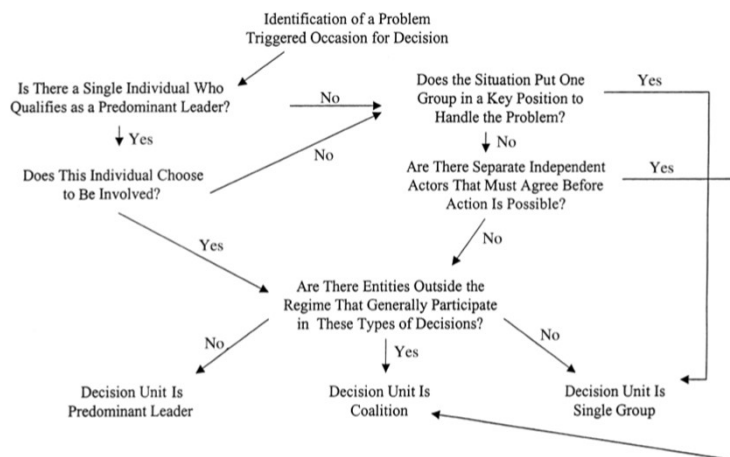 Identification of a Problem
Triggered Occasion for Decision
Is There a Single Individual Who
Qualifies as a Predominant Leader?
No
Does the Situation Put One
Group in a Key Position to
Handle the Problem?
Yes
Yes
No
Does This Individual Choose
to Be Involved?
No
Are There Separate Independent
Actors That Must Agree Before
Action Is Possible?
Yes
Yes
No
Are There Entities Outside the
Regime That Generally Participate
in These Types of Decisions?
No
Yes
No
Decision Unit Is
Predominant Leader
Decision Unit Is
Coalition
Decision Unit Is
Single Group